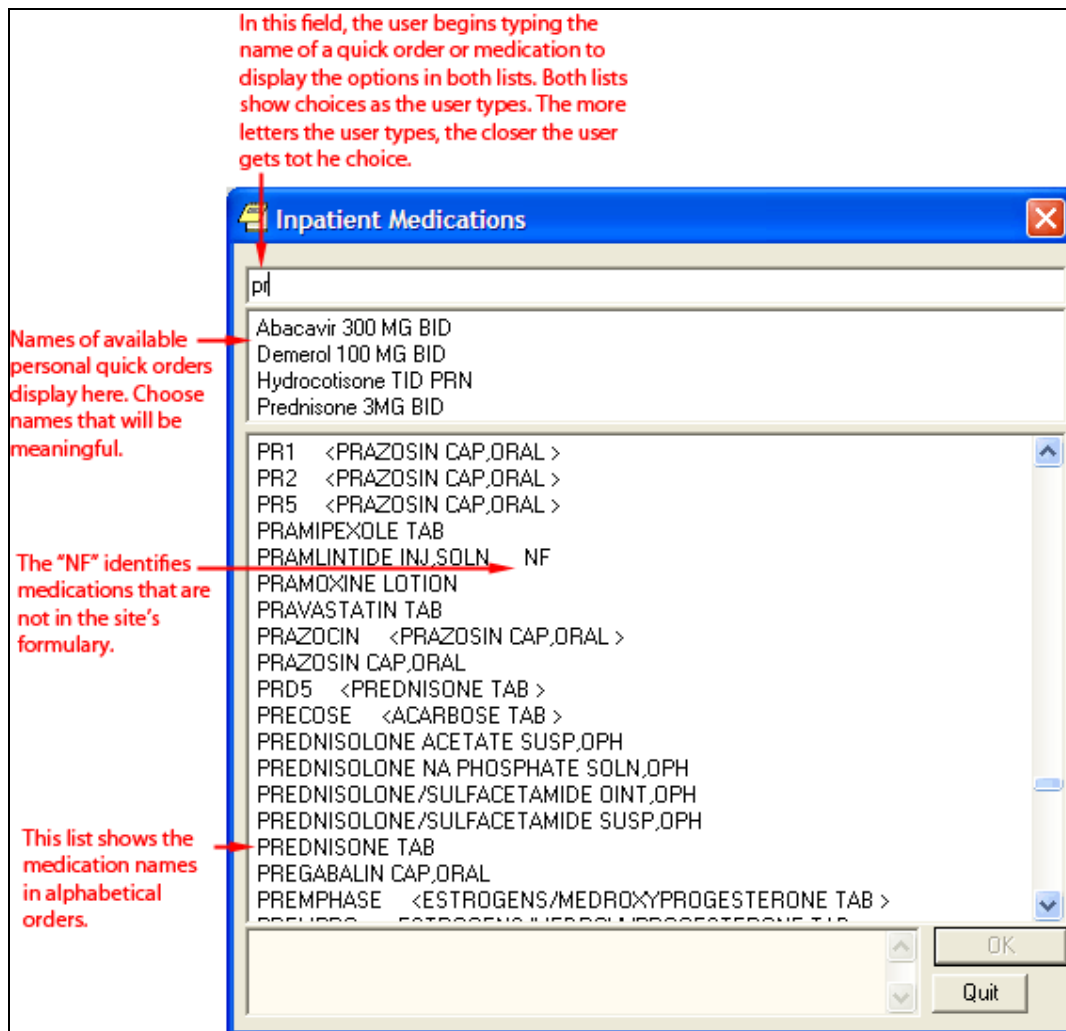 In this field, the user begins typing the
name of a quick order or medication to
display the options in both lists. Both lists
show choices as the user types. The more
letters the user types, the closer the user
gets tot he choice.
Inpatient Medications
pr
Names of available
personal quick orders
display here. Choose
names that will be
meaningful.
Abacavir 300 MG BID
Demerol 100 MG BID
Hydrocotisone TID PRN
Prednisone 3MG BID
PR1 <PRAZOSIN CAP,ORAL >
PR2 <PRAZOSIN CAP,ORAL >
PR5 <PRAZOSIN CAP,ORAL >
PRAMIPEXOLE TAB
PRAMLINTIDE INJ,SOLN NF
PRAMOXINE LOTION
PRAVASTATIN TAB
PRAZOCIN <PRAZOSIN CAP,ORAL >
PRAZOSIN CAP,ORAL
PRD5 <PREDNISONE TAB >
PRECOSE <ACARBOSE TAB >
PREDNISOLONE ACETATE SUSP,OPH
PREDNISOLONE NA PHOSPHATE SOLN,OPH
PREDNISOLONE/SULFACETAMIDE OINT,OPH
PREDNISOLONE/SULFACETAMIDE SUSP,OPH
PREDNISONE TAB
PREGABALIN CAP,ORAL
PREMPHASE <ESTROGENS/MEDROXYPROGESTERONE TAB >
The "NF" identifies
medications that are
not in the site's
formulary.
This list shows the
medication names
in alphabetical
orders.
OK
Quit